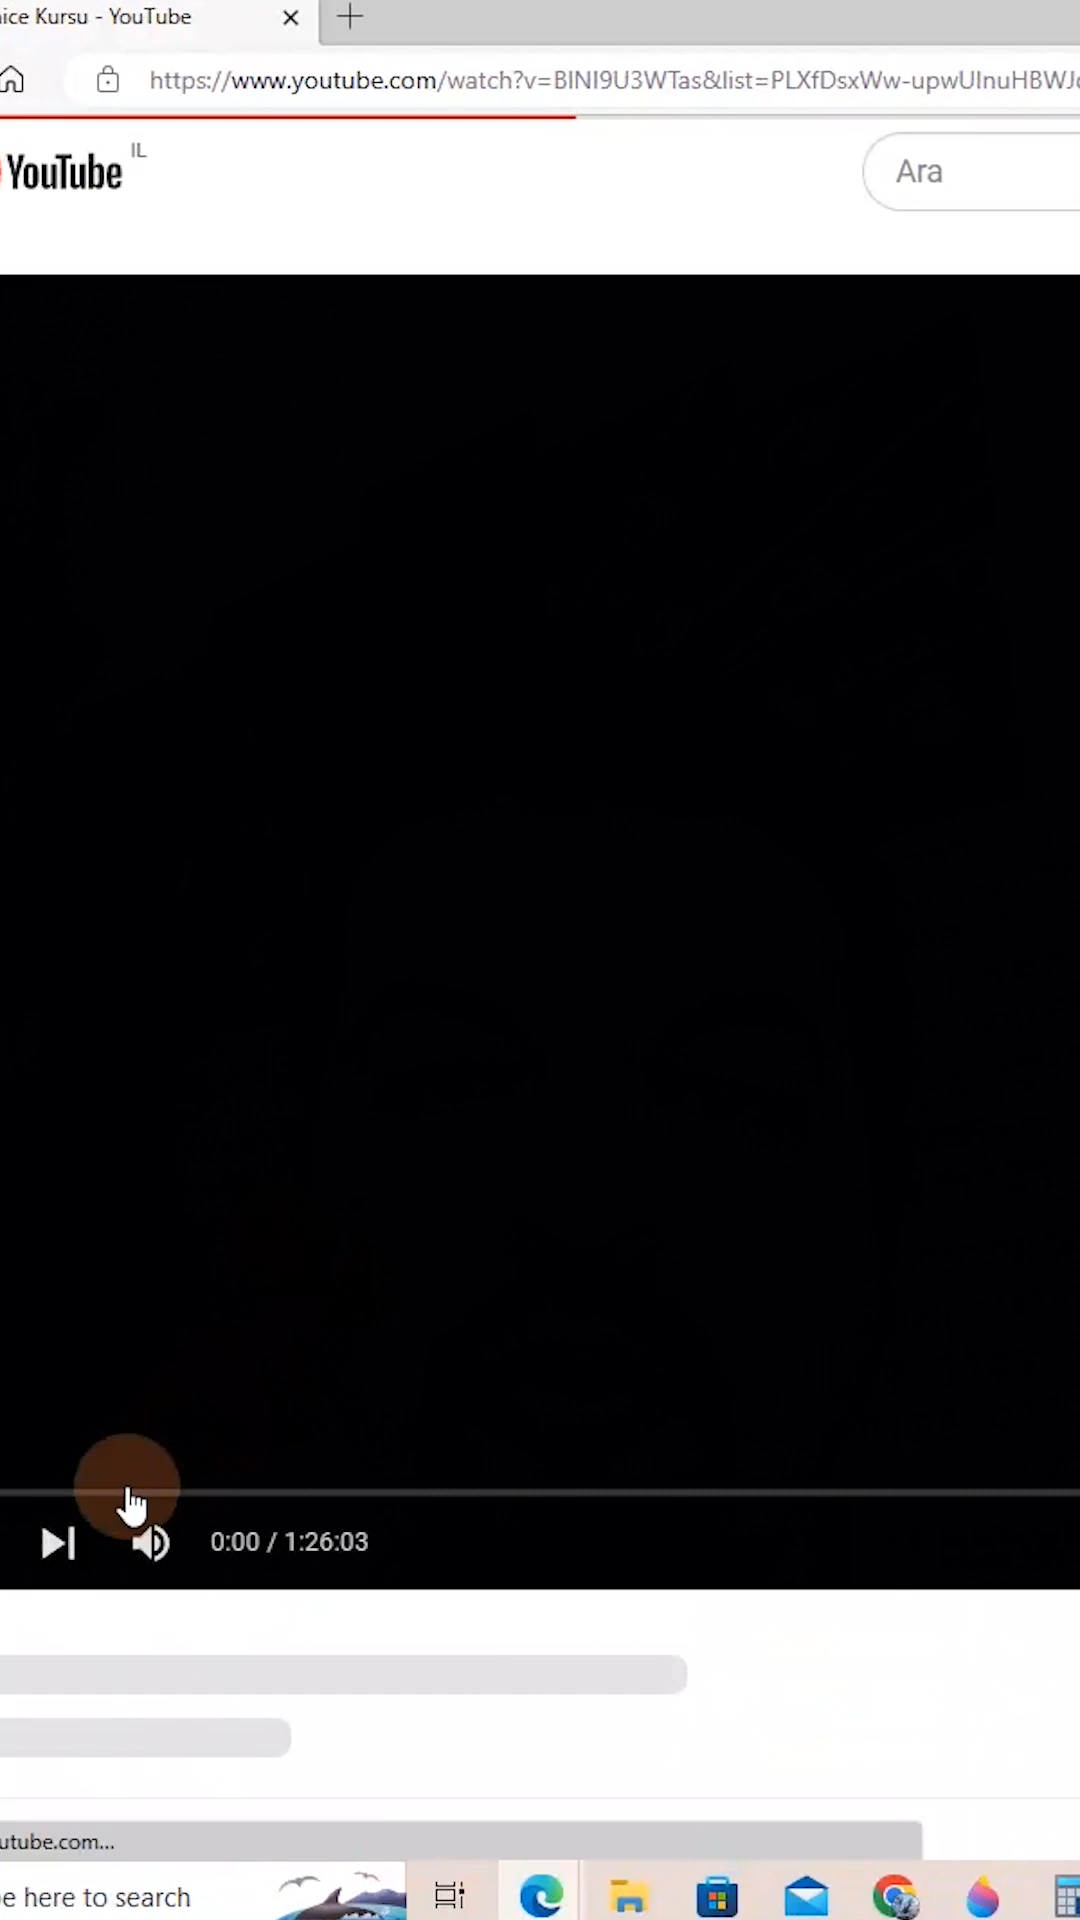 ice Kursu - YouTube
https://www.youtube.com/watch?v=BlNI9U3WTas&list=PLXfDsxWw-upwUlnuHBWJ
YouTube IL
Ara
0:00 / 1:26:03
utube.com...
e here to search